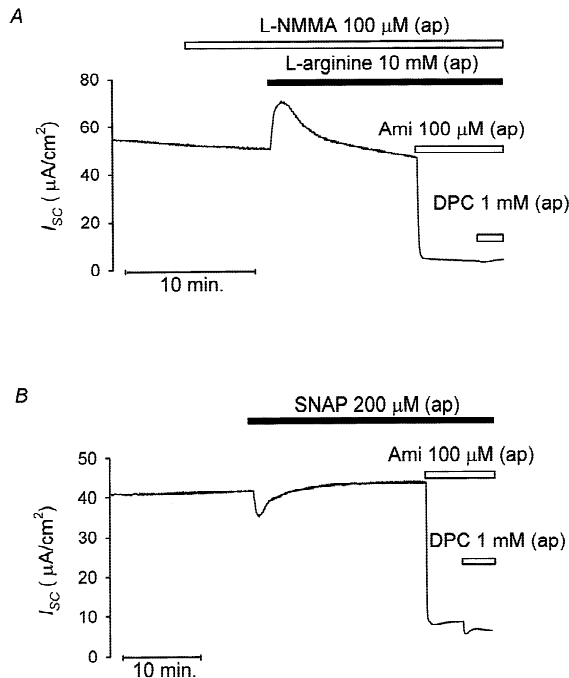 A
L-NMMA 100 μM (ap)
L-arginine 10 mM (ap)
80
60
40
20
0
I_SC (μA/cm²)
Ami 100 μM (ap)
DPC 1 mM (ap)
10 min.
B
SNAP 200 μM (ap)
50
40
30
20
10
0
I_SC (μA/cm²)
Ami 100 μM (ap)
DPC 1 mM (ap)
10 min.